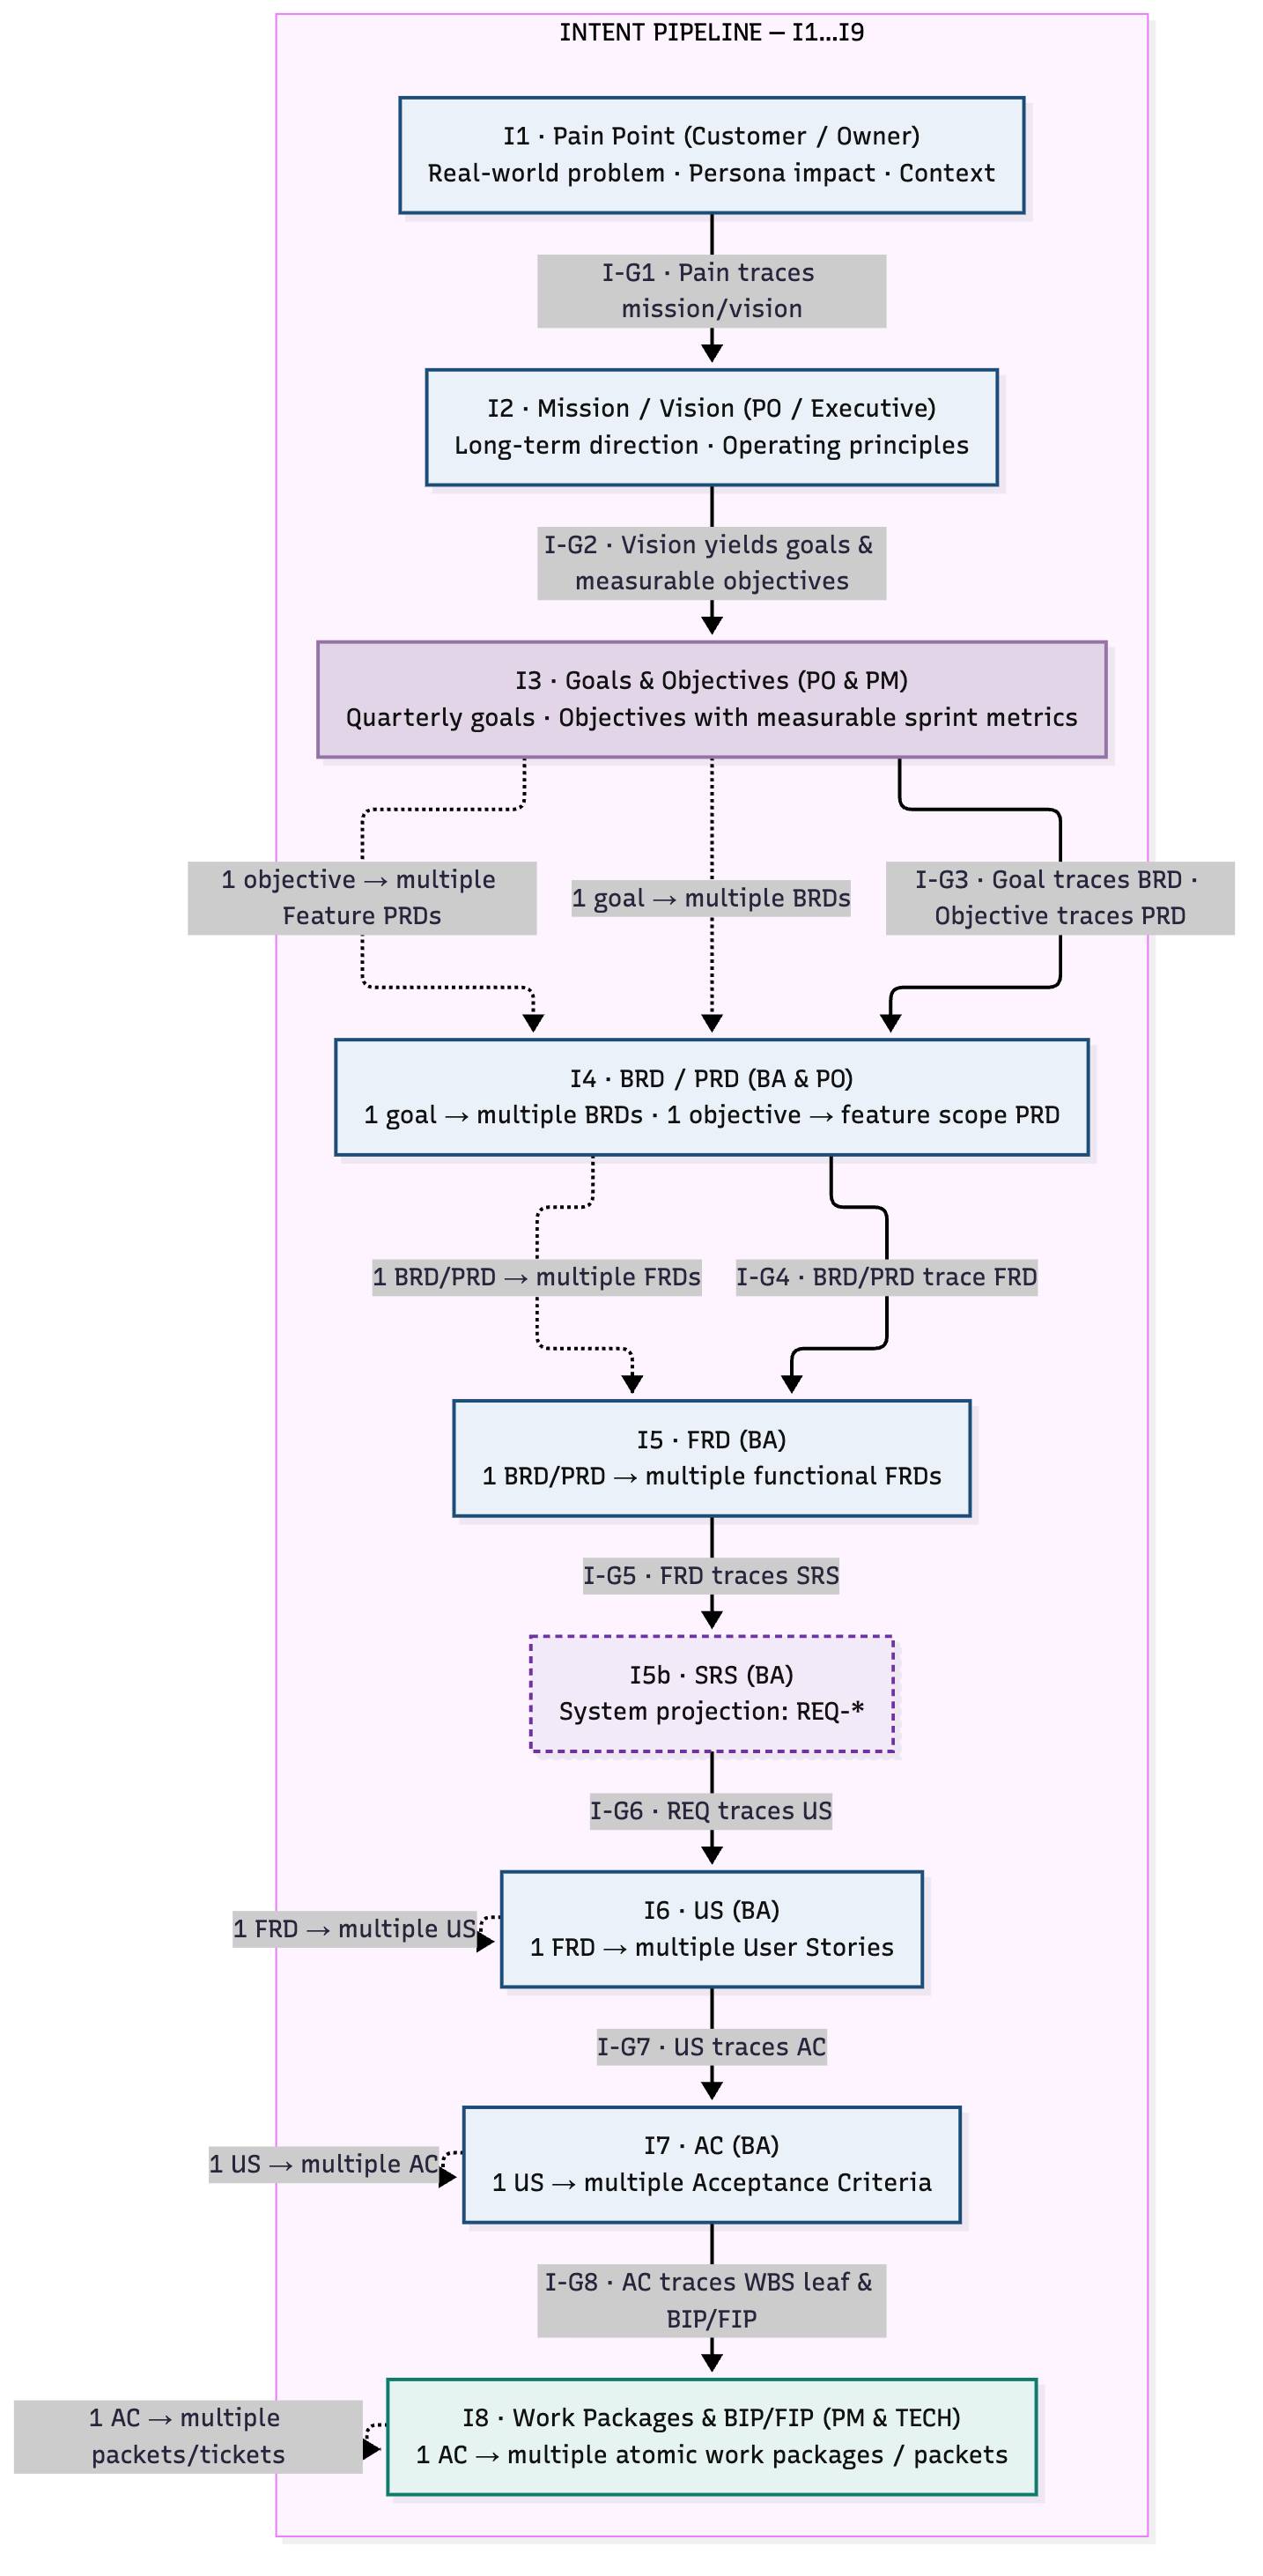 INTENT PIPELINE — I1…I9
I1 · Pain Point (Customer / Owner)
Real-world problem · Persona impact · Context
I-G1 · Pain traces
mission/vision
I2 · Mission / Vision (PO / Executive)
Long-term direction · Operating principles
I-G2 · Vision yields goals &
measurable objectives
I3 · Goals & Objectives (PO & PM)
Quarterly goals · Objectives with measurable sprint metrics
1 objective → multiple
Feature PRDs
1 goal → multiple BRDs
I-G3 · Goal traces BRD ·
Objective traces PRD
I4 · BRD / PRD (BA & PO)
1 goal → multiple BRDs · 1 objective → feature scope PRD
1 BRD/PRD → multiple FRDs
I-G4 · BRD/PRD trace FRD
I5 · FRD (BA)
1 BRD/PRD → multiple functional FRDs
I-G5 · FRD traces SRS
I5b · SRS (BA)
System projection: REQ-*
I-G6 · REQ traces US
1 FRD → multiple US
I6 · US (BA)
1 FRD → multiple User Stories
I-G7 · US traces AC
1 US → multiple AC
I7 · AC (BA)
1 US → multiple Acceptance Criteria
I-G8 · AC traces WBS leaf &
BIP/FIP
1 AC → multiple
packets/tickets
I8 · Work Packages & BIP/FIP (PM & TECH)
1 AC → multiple atomic work packages / packets